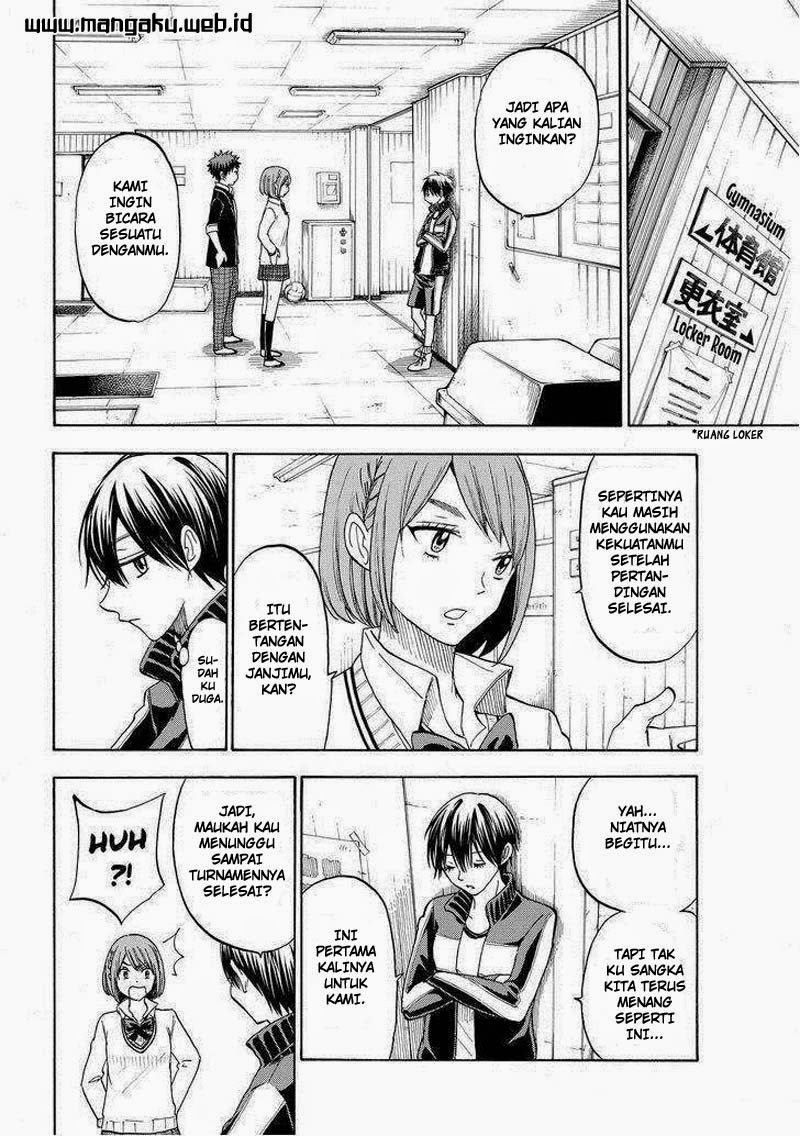 www.mangaku.web.id
Gymnasium
体育館
更衣室
Locker Room
*RUANG LOKER
JADI APA
YANG KALIAN
INGINKAN?
KAMI
INGIN
BICARA
SESUATU
DENGANMU.
SEPERTINYA
KAU MASIH
MENGGUNAKAN
KEKUATANMU
SETELAH
PERTAN-
DINGAN
SELESAI.
ITU
BERTEN-
TANGAN
DENGAN
JANJIMU,
KAN?
SU-
DAH
KU
DUGA.
YAH...
NIATNYA
BEGITU...
TAPI TAK
KU SANGKA
KITA TERUS
MENANG
SEPERTI
INI...
INI
PERTAMA
KALINYA
UNTUK
KAMI.
JADI,
MAUKAH KAU
MENUNGGU
SAMPAI
TURNAMENNYA
SELESAI?
HUH
?!